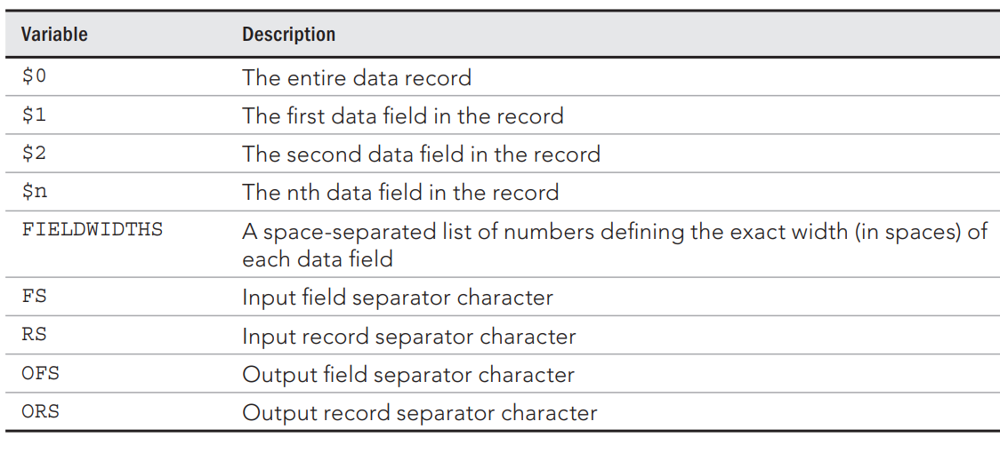 Variable Description
$0 The entire data record
$1 The first data field in the record
$2 The second data field in the record
$n The nth data field in the record
FIELDWIDTHS A space-separated list of numbers defining the exact width (in spaces) of
each data field
FS Input field separator character
RS Input record separator character
OFS Output field separator character
ORS Output record separator character